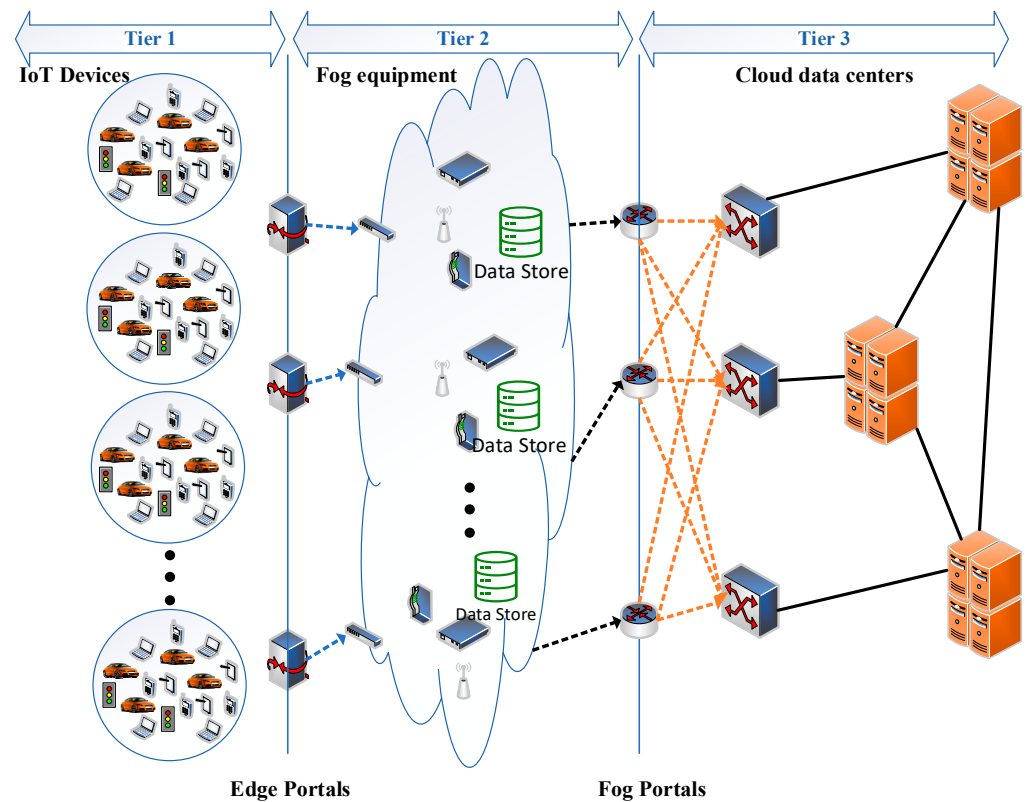 Tier 1
Tier 2
Tier 3
IoT Devices
Fog equipment
Cloud data centers
Data Store
Data Store
Data Store
Edge Portals
Fog Portals